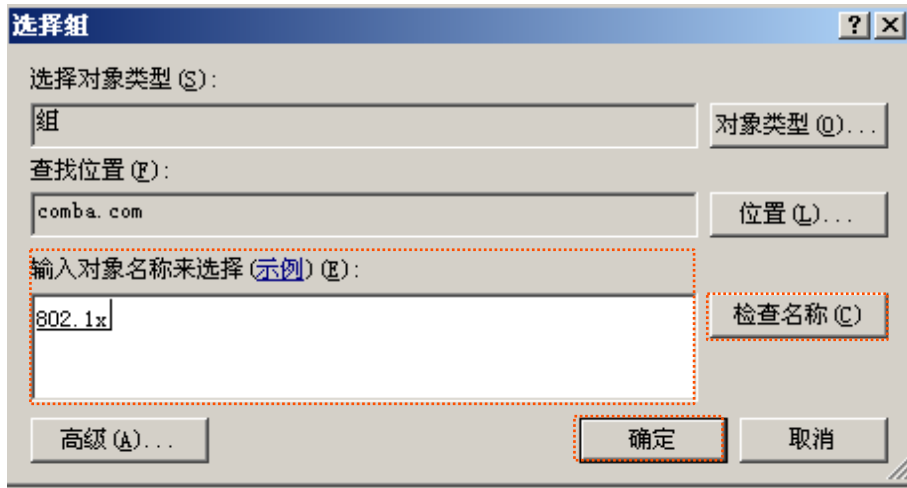 选择组
选择对象类型(S):
组
对象类型(O)...
查找位置(F):
comba.com
位置(L)...
输入对象名称来选择(示例)(E):
802.1x
检查名称(C)
高级(A)...
确定
取消